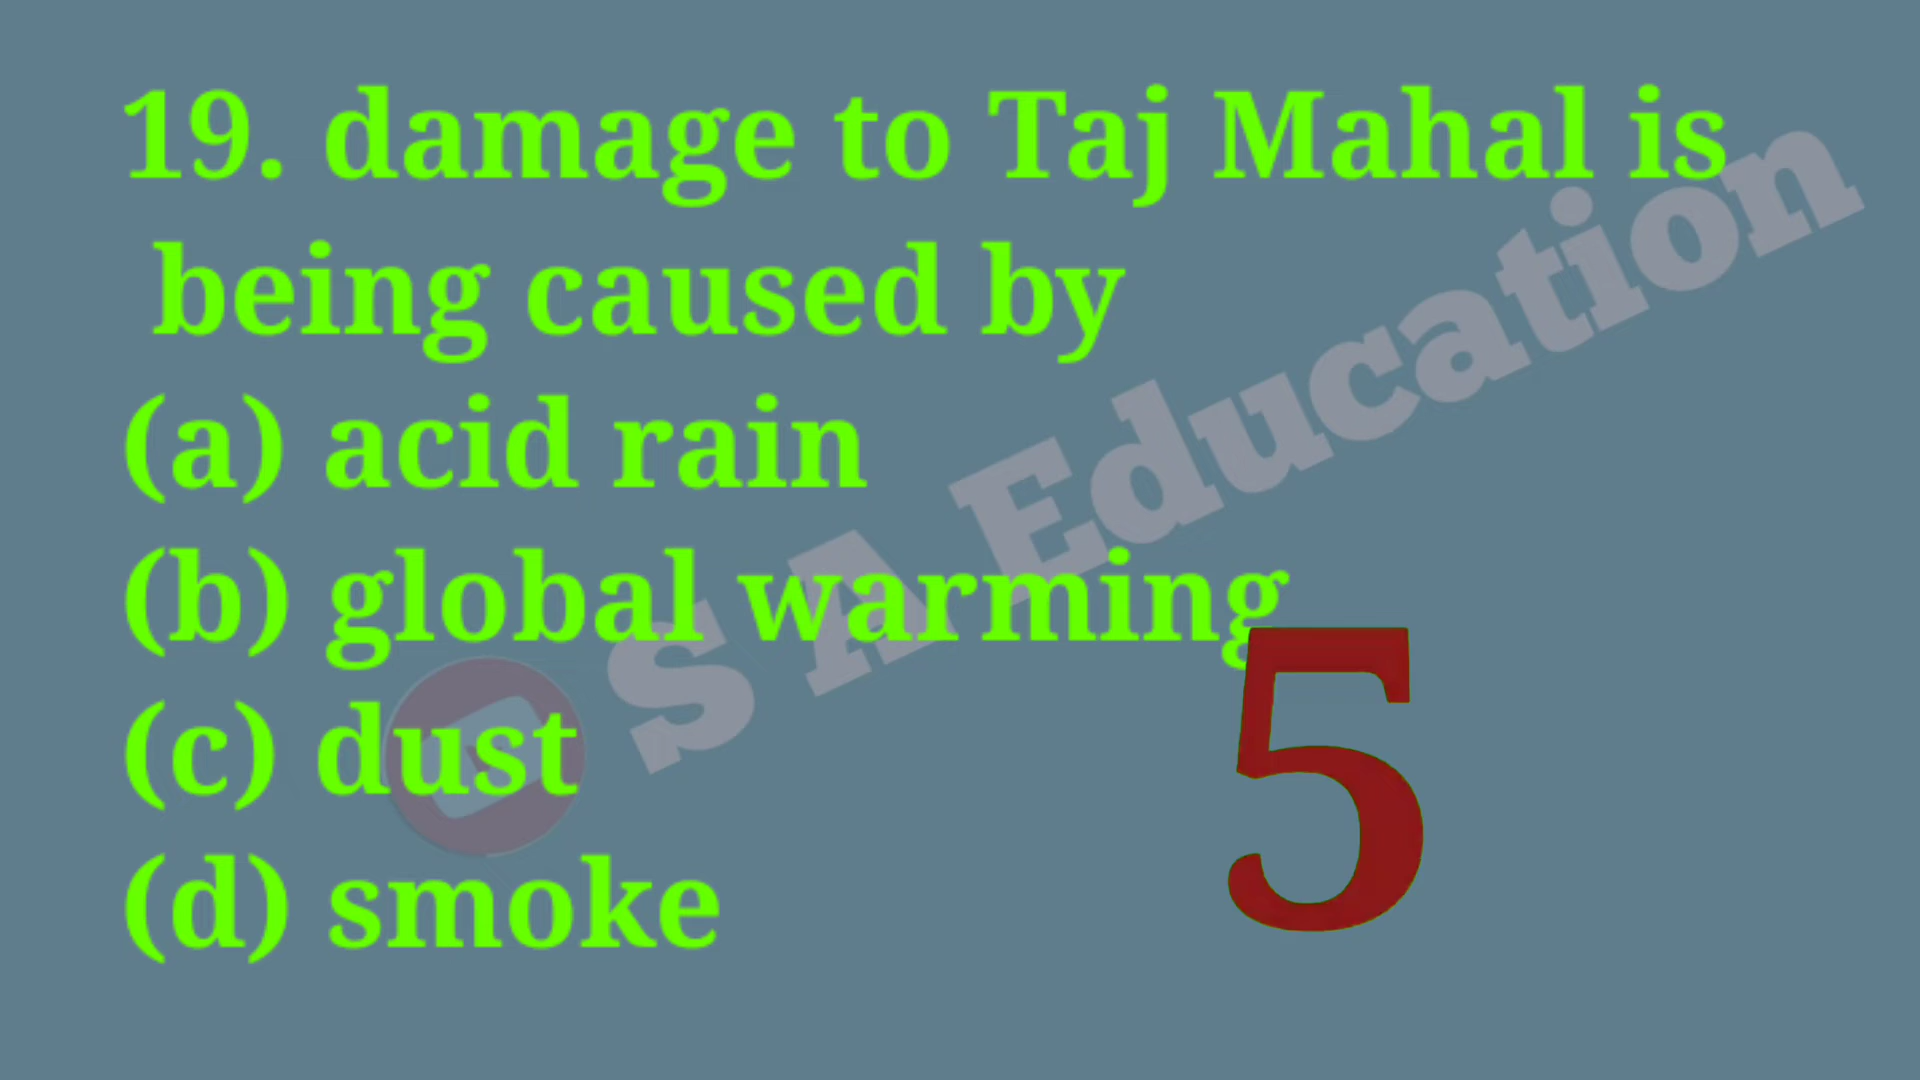 19. damage to Taj Mahal is
being caused by
(a) acid rain
(b) global warming
(c) dust
(d) smoke
5
S A Education